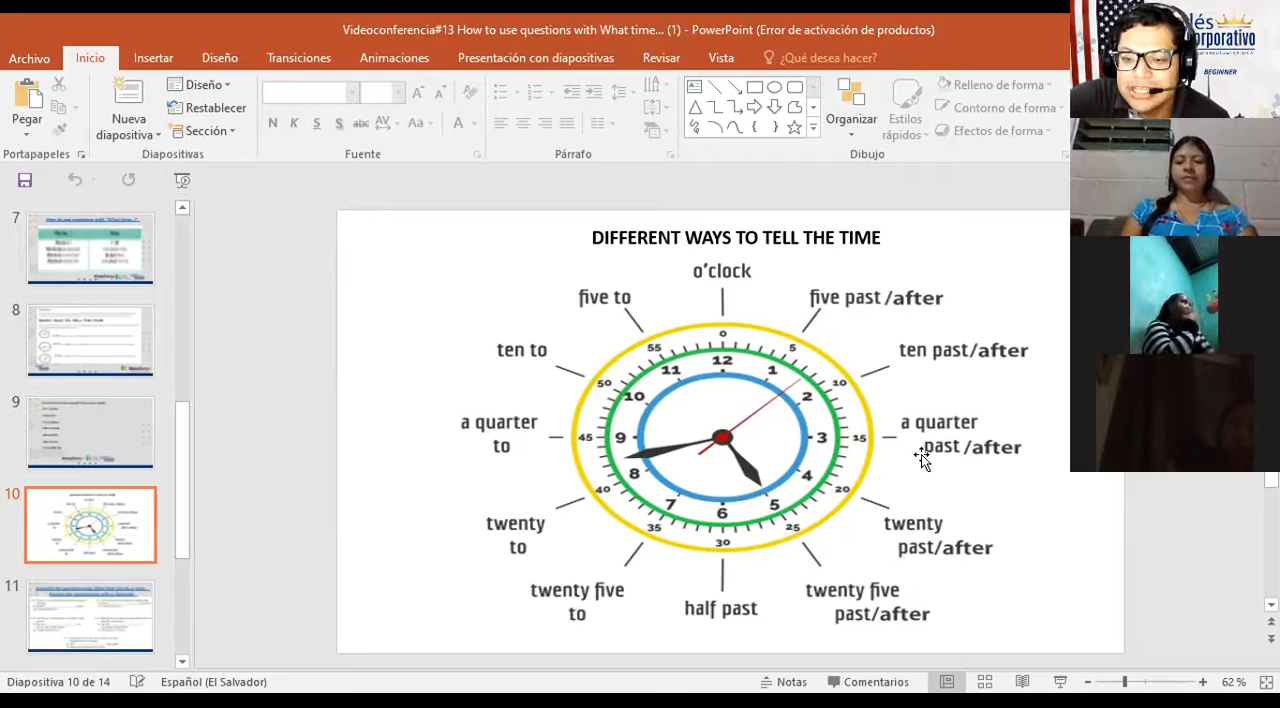 Videoconferencia#13 How to use questions with What time... (1) - PowerPoint (Error de activación de productos)
Archivo
Inicio
Insertar
Diseño
Transiciones
Animaciones
Presentación con diapositivas
Revisar
Vista
¿Qué desea hacer?
Pegar
Nueva
diapositiva
Diseño
Restablecer
Sección
N K S S abc AV Aa A
Organizar
Estilos
rápidos
Relleno de forma
Contorno de forma
Efectos de forma
Portapapeles
Diapositivas
Fuente
Párrafo
Dibujo
lés
orporativo
BEGINNER
7
8
9
10
11
DIFFERENT WAYS TO TELL THE TIME
o'clock
five to
five past /after
ten to
ten past/after
a quarter
to
a quarter
past /after
twenty
to
twenty
past/after
twenty five
to
half past
twenty five
past/after
0
5
10
15
20
25
30
35
40
45
50
55
12
1
2
3
4
5
6
7
8
9
10
11
Diapositiva 10 de 14
Español (El Salvador)
Notas
Comentarios
62 %